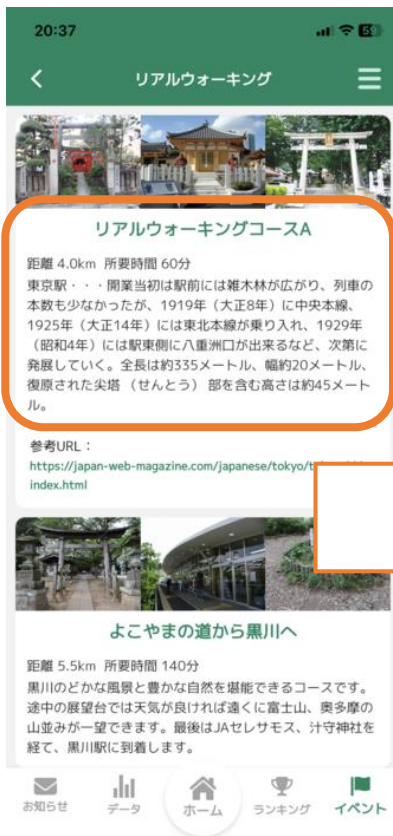 20:37
リアルウォーキング
リアルウォーキングコースA
距離 4.0km 所要時間 60分
東京駅・・・開業当初は駅前には雑木林が広がり、列車の
本数も少なかったが、1919年（大正8年）に中央本線、
1925年（大正14年）には東北本線が乗り入れ、1929年
（昭和4年）には駅東側に八重洲口が出来るなど、次第に
発展していく。全長は約335メートル、幅約20メートル、
復原された尖塔 （せんとう） 部を含む高さは約45メート
ル。
参考URL：
https://japan-web-magazine.com/japanese/tokyo/
index.html
よこやまの道から黒川へ
距離 5.5km 所要時間 140分
黒川のどかな風景と豊かな自然を堪能できるコースです。
途中の展望台では天気が良ければ遠くに富士山、奥多摩の
山並みが一望できます。最後はJAセレサモス、汁守神社を
経て、黒川駅に到着します。
お知らせ
データ
ホーム
ランキング
イベント